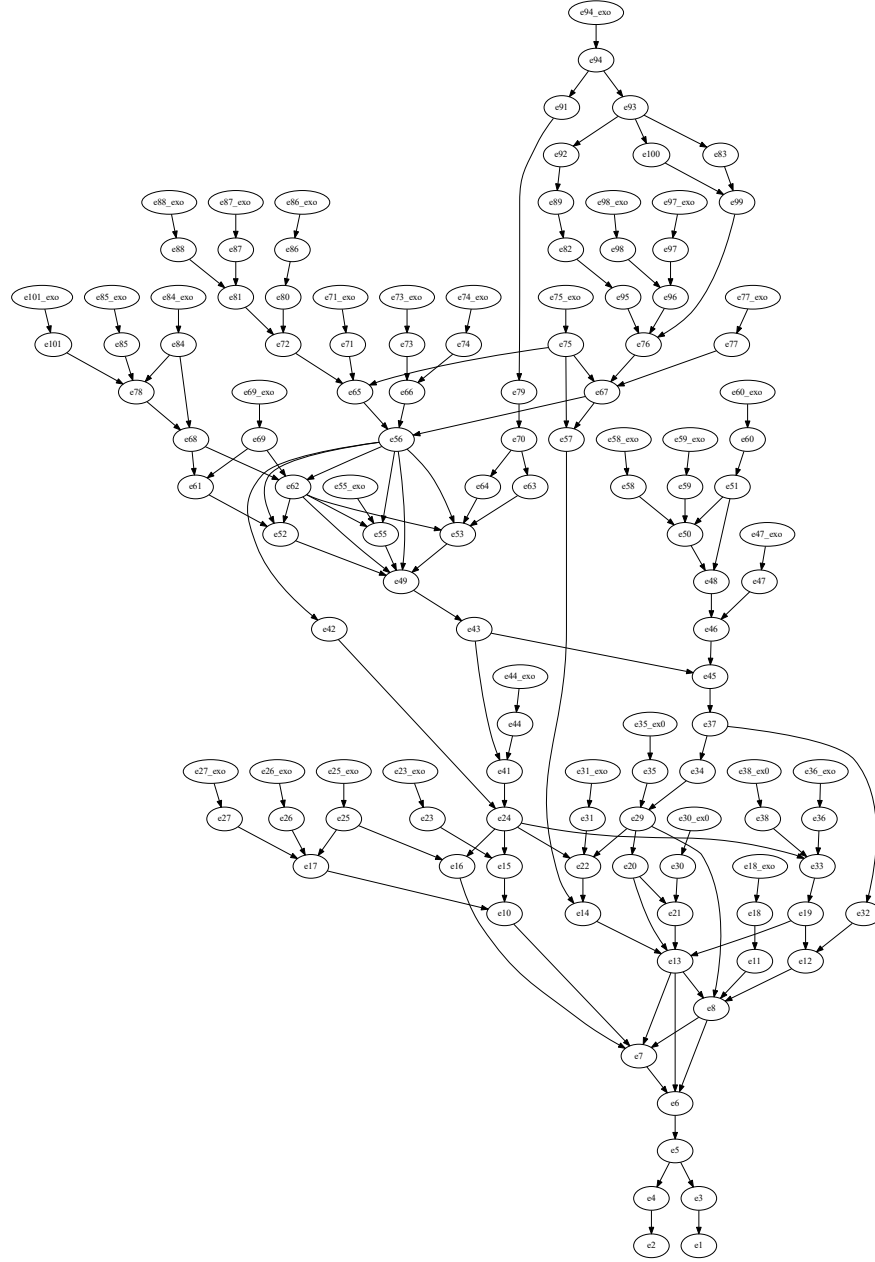 e94_exo
e94
e91 e93
e92 e100 e83
e88_exo e87_exo e86_exo e89 e98_exo e97_exo e99
e88 e87 e86 e82 e98 e97
e101_exo e85_exo e84_exo e81 e80 e71_exo e73_exo e74_exo e75_exo e95 e96 e77_exo
e101 e85 e84 e72 e71 e73 e74 e75 e76 e77
e78 e69_exo e65 e66 e79 e67 e60_exo
e68 e69 e56 e70 e57 e58_exo e59_exo e60
e61 e62 e55_exo e64 e63 e58 e59 e51
e52 e55 e53 e50 e47_exo
e49 e48 e47
e42 e43 e46
e44_exo e45
e44 e35_ex0 e37
e27_exo e26_exo e25_exo e23_exo e41 e31_exo e35 e34 e38_ex0 e36_exo
e27 e26 e25 e23 e24 e31 e29 e30_ex0 e38 e36
e17 e16 e15 e22 e20 e30 e18_exo e33
e10 e14 e21 e18 e19 e32
e13 e11 e12
e8
e7
e6
e5
e4 e3
e2 e1